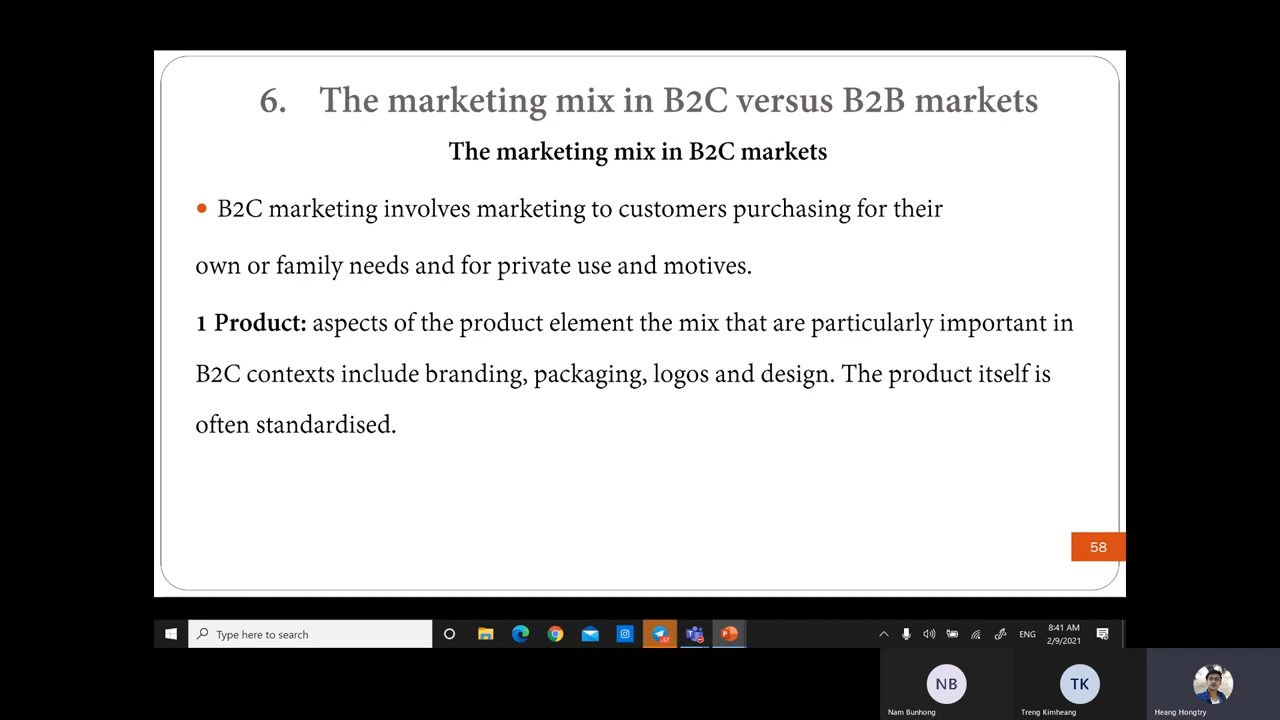 6. The marketing mix in B2C versus B2B markets
The marketing mix in B2C markets
• B2C marketing involves marketing to customers purchasing for their
own or family needs and for private use and motives.
1 Product: aspects of the product element the mix that are particularly important in
B2C contexts include branding, packaging, logos and design. The product itself is
often standardised.
58
Type here to search
ENG
8:41 AM
2/9/2021
NB
TK
Nam Bunhong
Treng Kimheang
Heang Hongtry